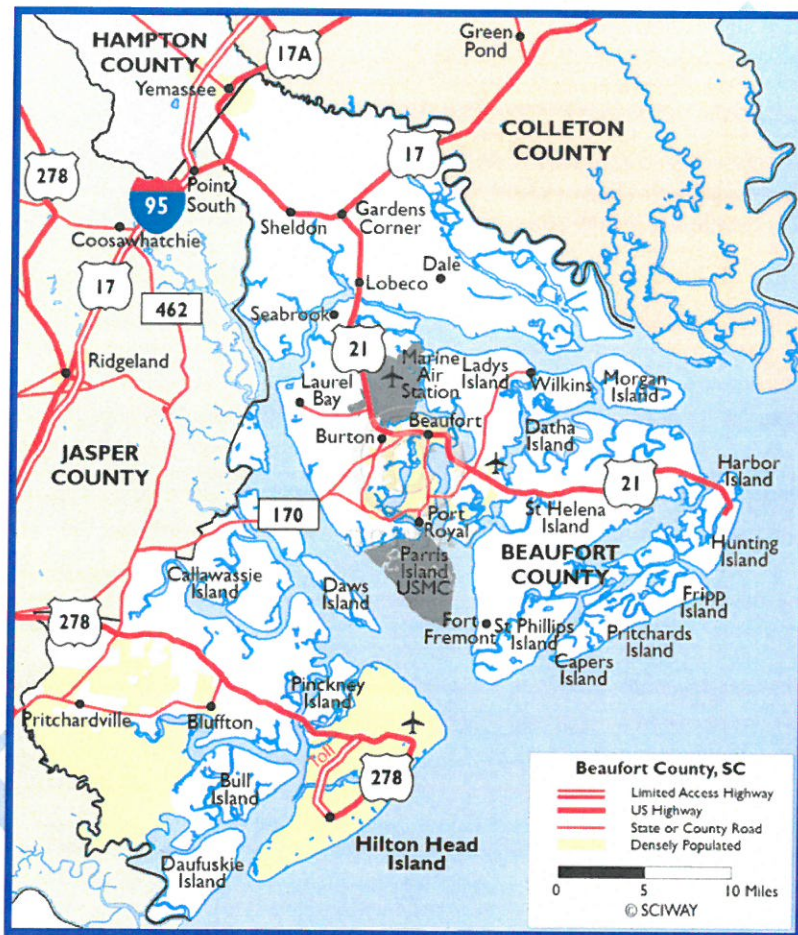 HAMPTON
COUNTY
17A
Green
Pond
Yemassee
COLLETON
COUNTY
17
278
Point
South
95
Coosawhatchie
Sheldon
Gardens
Corner
Dale
Lobeco
17
462
Seabrook
21
Marine
Air
Station
Ladys
Island
Wilkins
Morgan
Island
Ridgeland
Laurel
Bay
Burton
Beaufort
Datha
Island
JASPER
COUNTY
Harbor
Island
21
170
Port
Royal
St Helena
Island
Hunting
Island
BEAUFORT
COUNTY
Parris
Island
USMC
Callawassie
Island
Daws
Island
Fripp
Island
Fort
Fremont
St Phillips
Island
Pritchards
Island
Capers
Island
278
Pinckney
Island
Pritchardville
Bluffton
toll
278
Bull
Island
Hilton Head
Island
Daufuskie
Island
Beaufort County, SC
Limited Access Highway
US Highway
State or County Road
Densely Populated
0 5 10 Miles
© SCIWAY